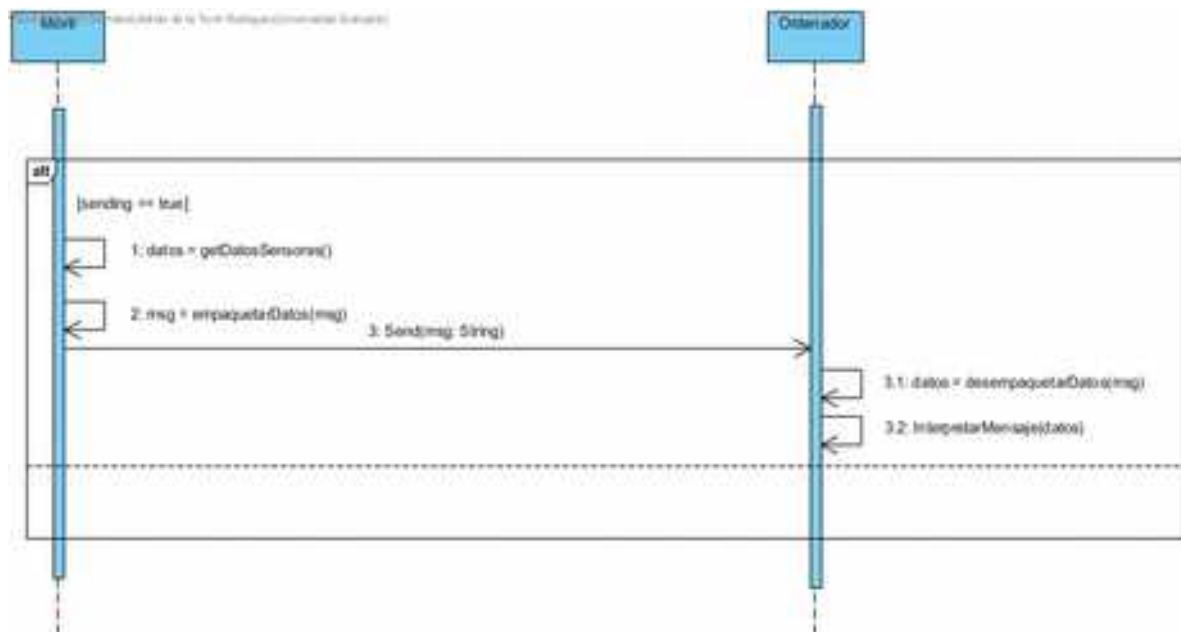 Móvil
Ordenador
alt
[sending == true]
1: datos = getDatosSensores()
2: msg = empaquetarDatos(msg)
3: Send(msg: String)
3.1: datos = desempaquetarDatos(msg)
3.2: InterpretarMensaje(datos)